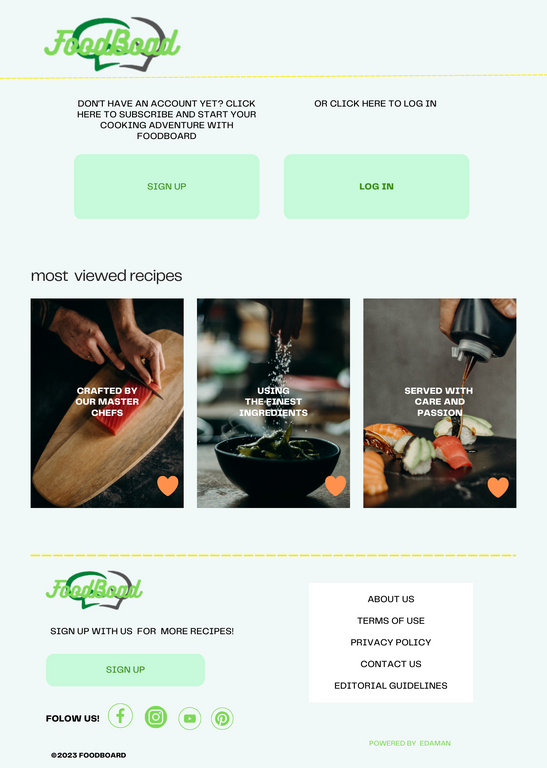 FoodBoad
DON'T HAVE AN ACCOUNT YET? CLICK
HERE TO SUBSCRIBE AND START YOUR
COOKING ADVENTURE WITH
FOODBOARD
OR CLICK HERE TO LOG IN
SIGN UP
LOG IN
most viewed recipes
CRAFTED BY
OUR MASTER
CHEFS
USING
THE FINEST
INGREDIENTS
SERVED WITH
CARE AND
PASSION
FoodBoad
SIGN UP WITH US FOR MORE RECIPES!
SIGN UP
FOLOW US!
©2023 FOODBOARD
ABOUT US
TERMS OF USE
PRIVACY POLICY
CONTACT US
EDITORIAL GUIDELINES
POWERED BY EDAMAN